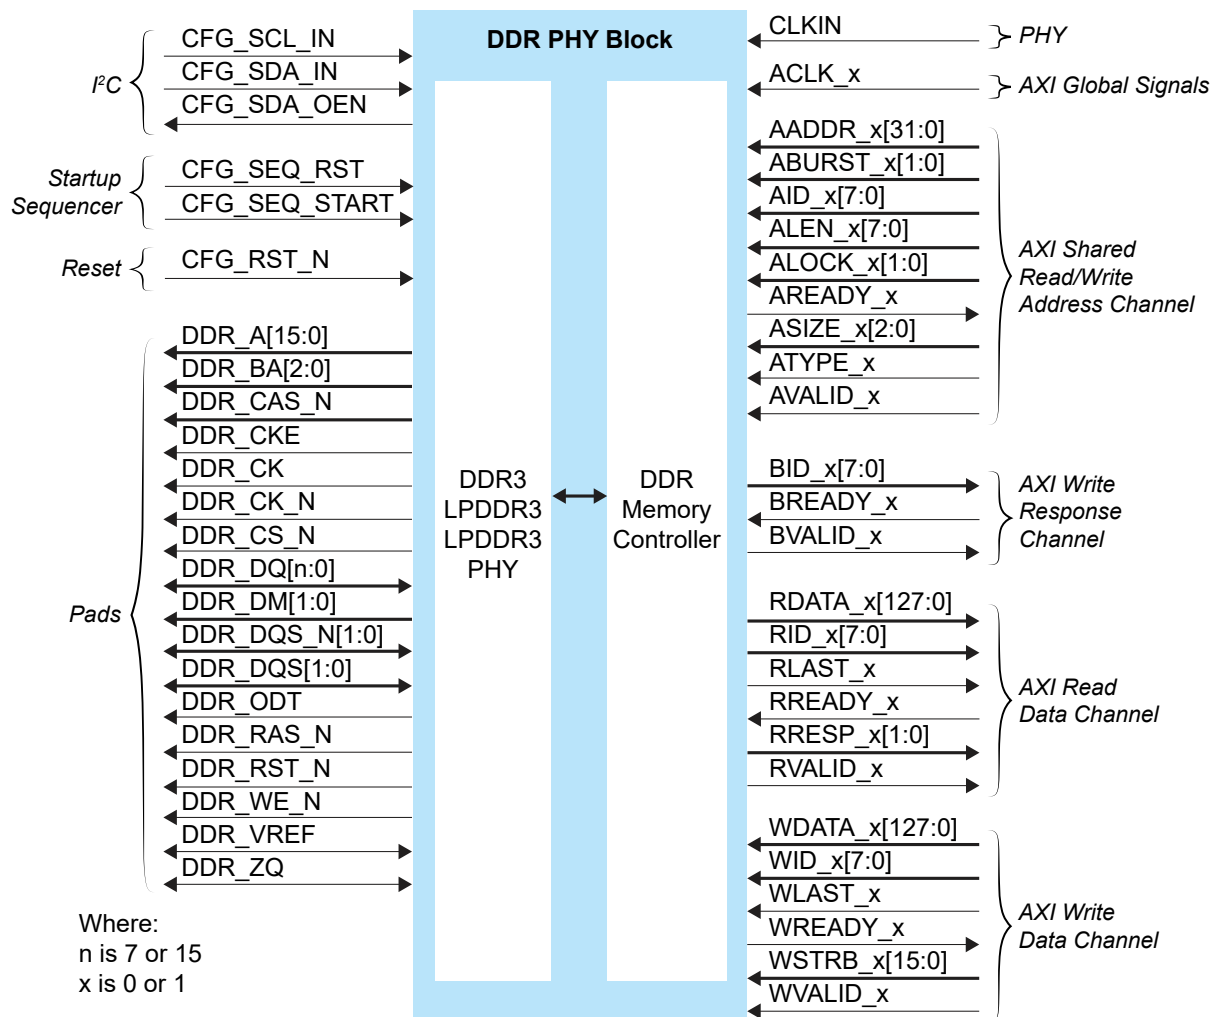 DDR PHY Block
CFG_SCL_IN
CFG_SDA_IN
CFG_SDA_OEN
I²C
CFG_SEQ_RST
CFG_SEQ_START
Startup
Sequencer
CFG_RST_N
Reset
DDR_A[15:0]
DDR_BA[2:0]
DDR_CAS_N
DDR_CKE
DDR_CK
DDR_CK_N
DDR_CS_N
DDR_DQ[n:0]
DDR_DM[1:0]
DDR_DQS_N[1:0]
DDR_DQS[1:0]
DDR_ODT
DDR_RAS_N
DDR_RST_N
DDR_WE_N
DDR_VREF
DDR_ZQ
Pads
Where:
n is 7 or 15
x is 0 or 1
DDR3
LPDDR3
LPDDR3
PHY
DDR
Memory
Controller
CLKIN
PHY
ACLK_x
AXI Global Signals
AADDR_x[31:0]
ABURST_x[1:0]
AID_x[7:0]
ALEN_x[7:0]
ALOCK_x[1:0]
AREADY_x
ASIZE_x[2:0]
ATYPE_x
AVALID_x
AXI Shared
Read/Write
Address Channel
BID_x[7:0]
BREADY_x
BVALID_x
AXI Write
Response
Channel
RDATA_x[127:0]
RID_x[7:0]
RLAST_x
RREADY_x
RRESP_x[1:0]
RVALID_x
AXI Read
Data Channel
WDATA_x[127:0]
WID_x[7:0]
WLAST_x
WREADY_x
WSTRB_x[15:0]
WVALID_x
AXI Write
Data Channel